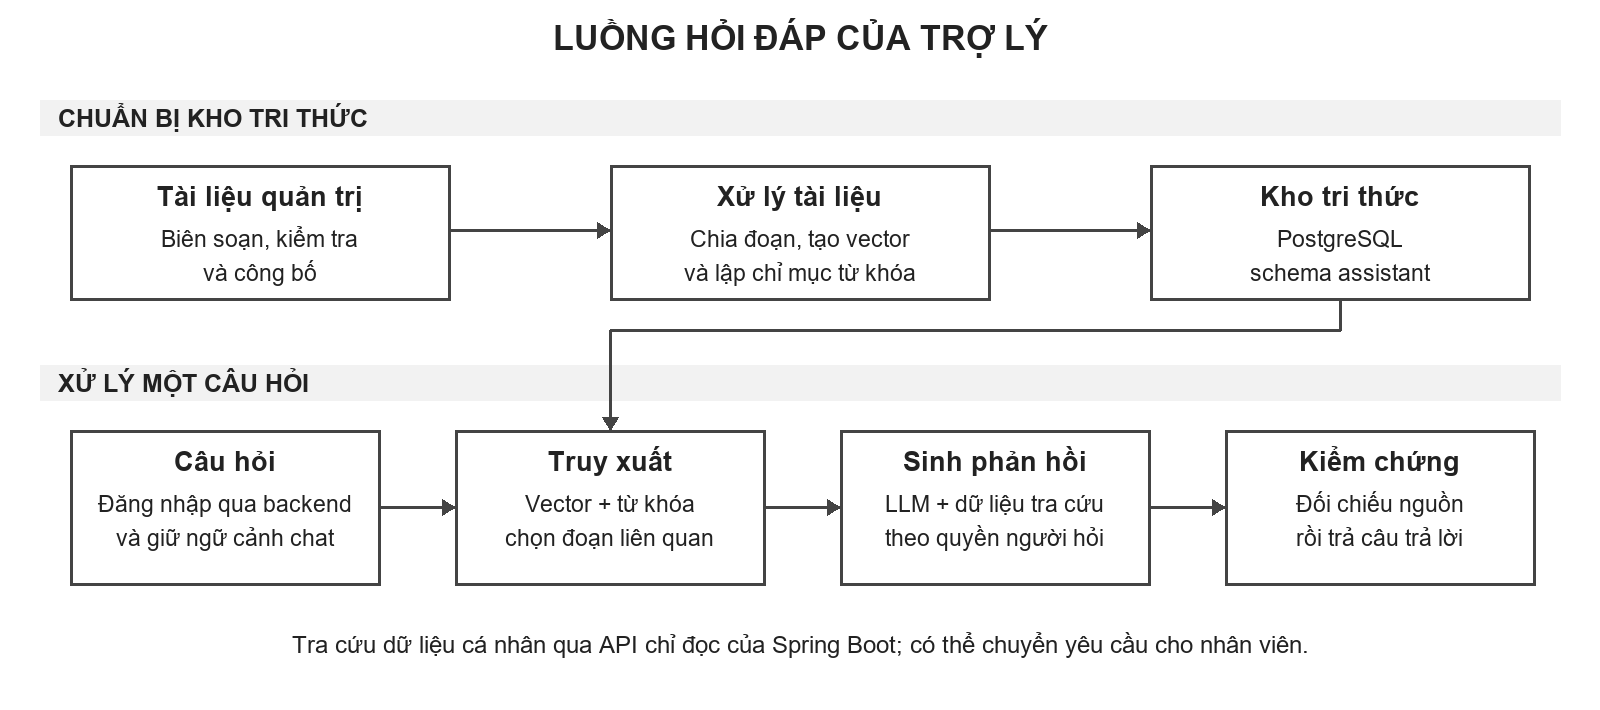 LUỒNG HỎI ĐÁP CỦA TRỢ LÝ
CHUẨN BỊ KHO TRI THỨC
Tài liệu quản trị
Biên soạn, kiểm tra
và công bố
Xử lý tài liệu
Chia đoạn, tạo vector
và lập chỉ mục từ khóa
Kho tri thức
PostgreSQL
schema assistant
XỬ LÝ MỘT CÂU HỎI
Câu hỏi
Đăng nhập qua backend
và giữ ngữ cảnh chat
Truy xuất
Vector + từ khóa
chọn đoạn liên quan
Sinh phản hồi
LLM + dữ liệu tra cứu
theo quyền người hỏi
Kiểm chứng
Đối chiếu nguồn
rồi trả câu trả lời
Tra cứu dữ liệu cá nhân qua API chỉ đọc của Spring Boot; có thể chuyển yêu cầu cho nhân viên.